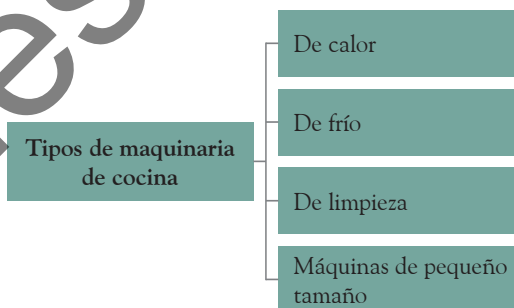 De calor
De frío
Tipos de maquinaria
de cocina
De limpieza
Máquinas de pequeño
tamaño